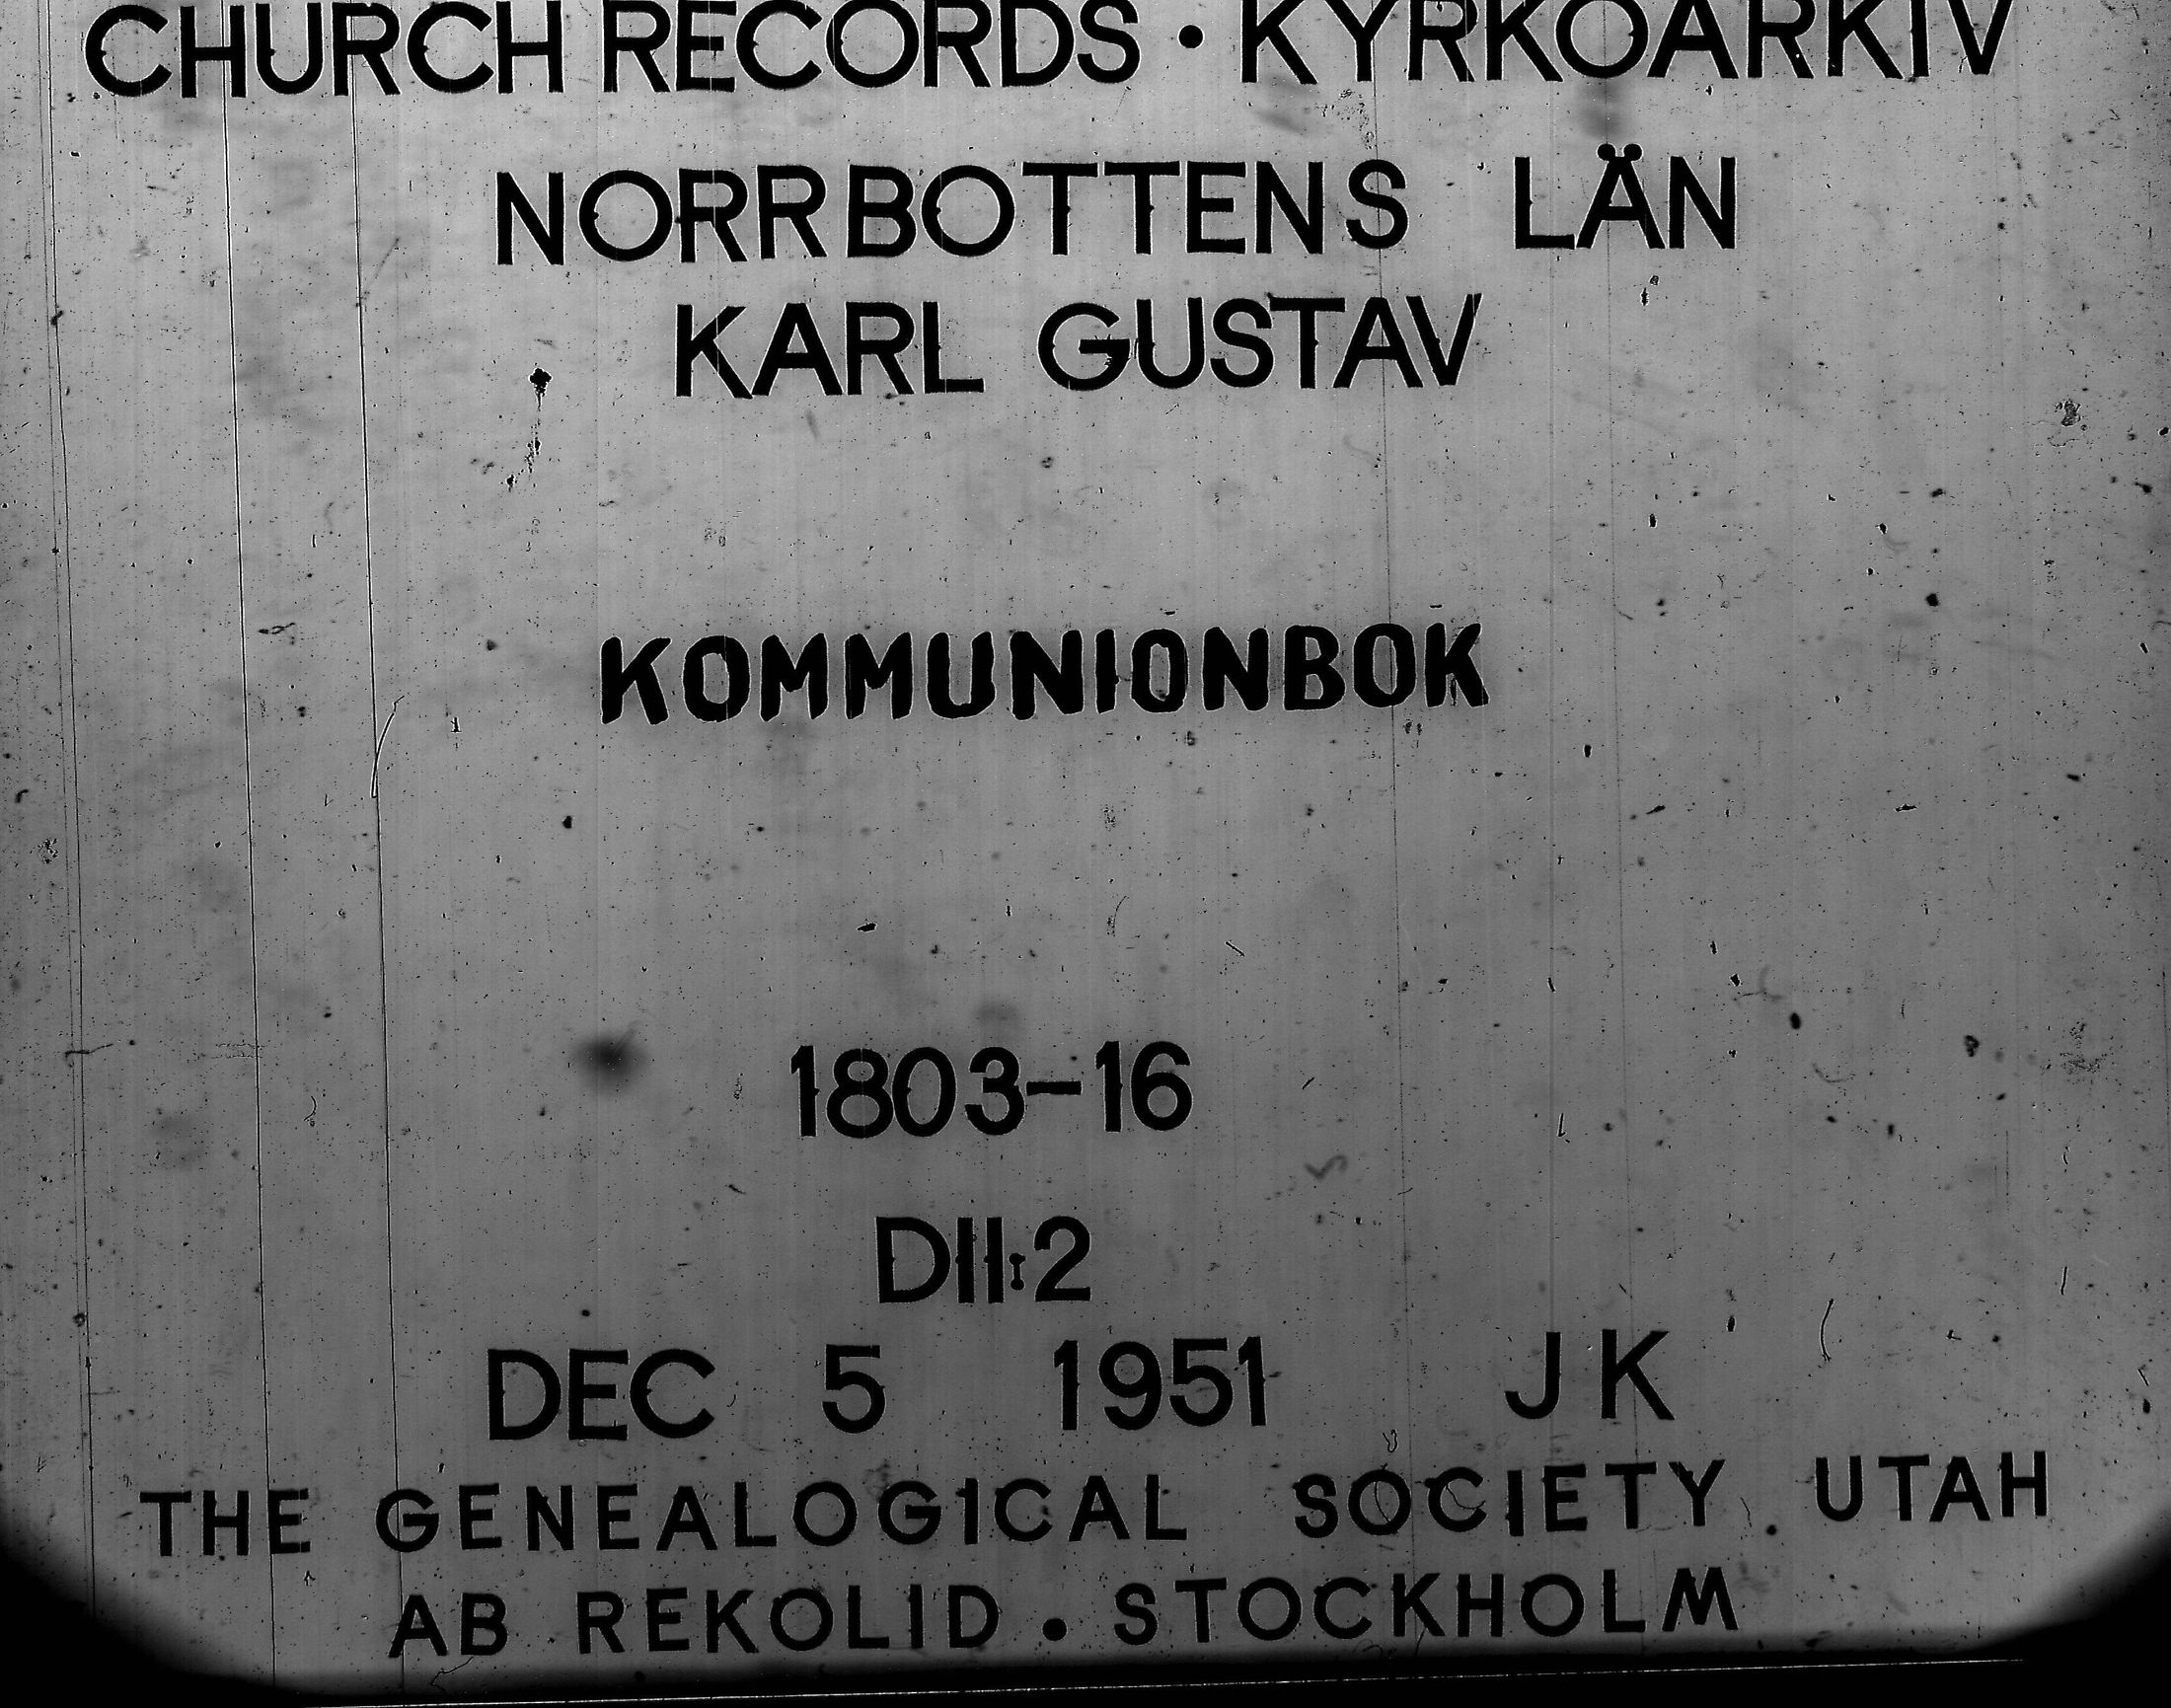 CHURCH RECORDS • KYRKOARKIV
NORRBOTTENS LÄN
KARL GUSTAV
KOMMUNIONBOK
1803-16
DII:2
DEC 5 1951 JK
THE GENEALOGICAL SOCIETY UTAH
AB REKOLID • STOCKHOLM